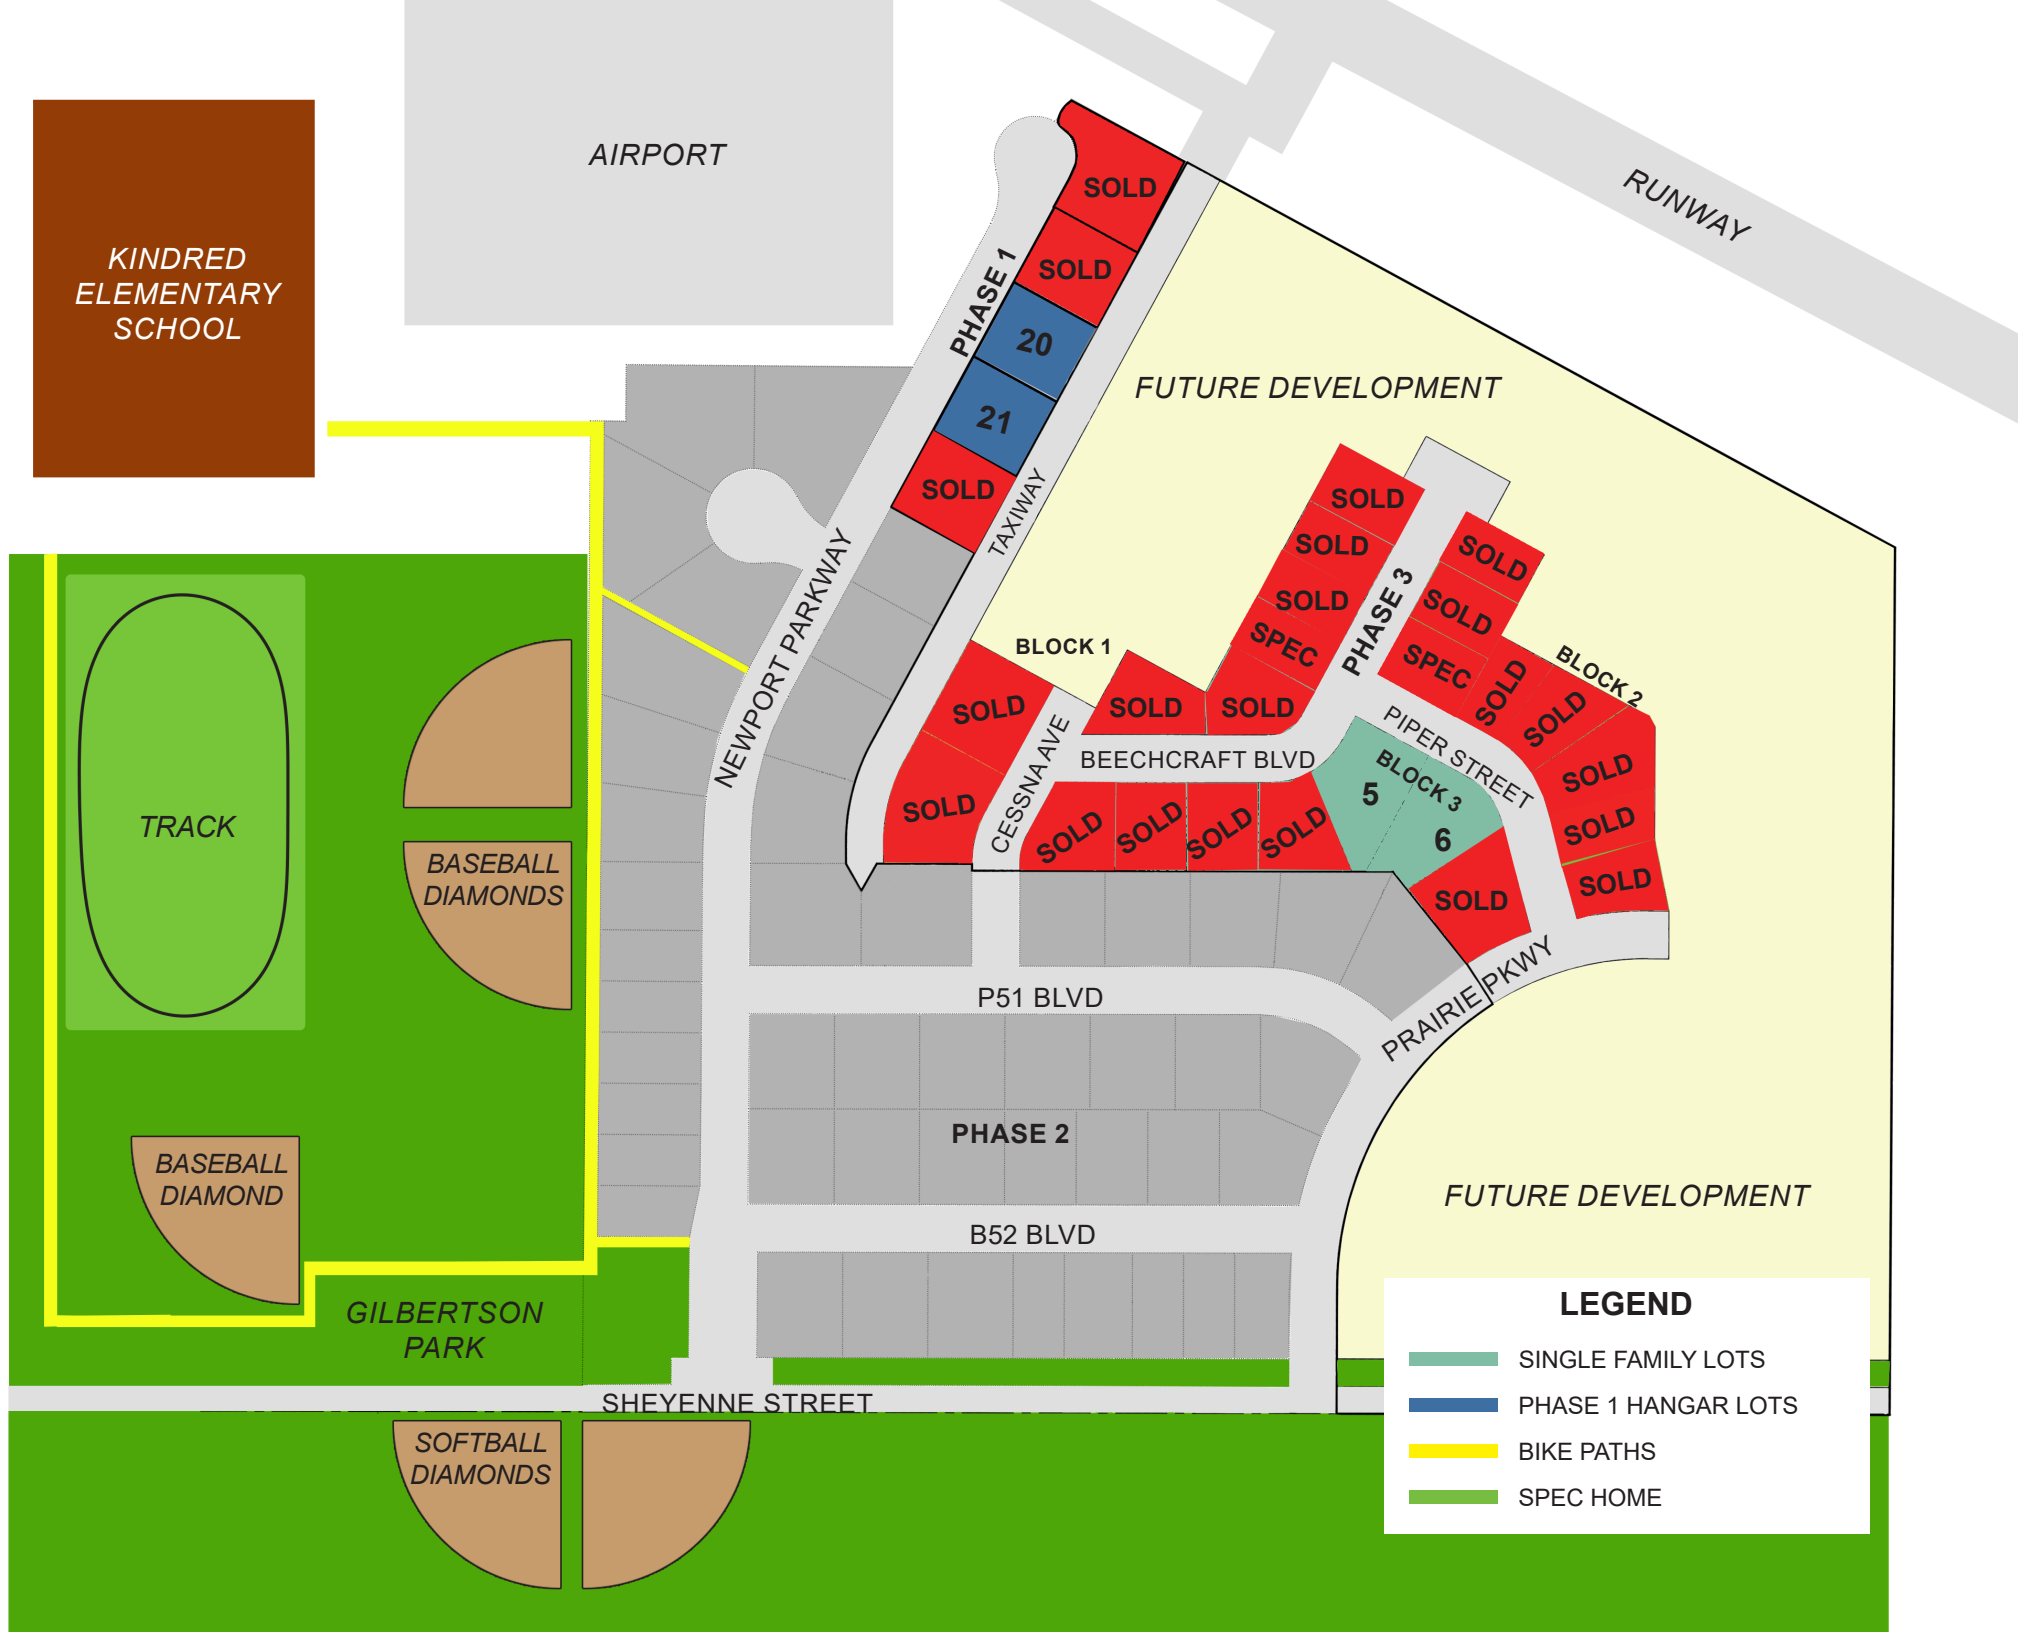 AIRPORT
RUNWAY
KINDRED
ELEMENTARY
SCHOOL
SOLD
SOLD
PHASE 1
20
21
SOLD
TAXIWAY
NEWPORT PARKWAY
FUTURE DEVELOPMENT
SOLD
SOLD
SOLD
SPEC
SOLD
SOLD
PHASE 3
SOLD
SOLD
SPEC
SOLD
SOLD
BLOCK 2
SOLD
SOLD
SOLD
BLOCK 1
SOLD
SOLD
CESSNA AVE
BEECHCRAFT BLVD
PIPER STREET
BLOCK 3
5
6
SOLD
SOLD
SOLD
SOLD
SOLD
PRAIRIE PKWY
P51 BLVD
PHASE 2
B52 BLVD
FUTURE DEVELOPMENT
TRACK
BASEBALL
DIAMONDS
BASEBALL
DIAMOND
GILBERTSON
PARK
SHEYENNE STREET
SOFTBALL
DIAMONDS
LEGEND
SINGLE FAMILY LOTS
PHASE 1 HANGAR LOTS
BIKE PATHS
SPEC HOME